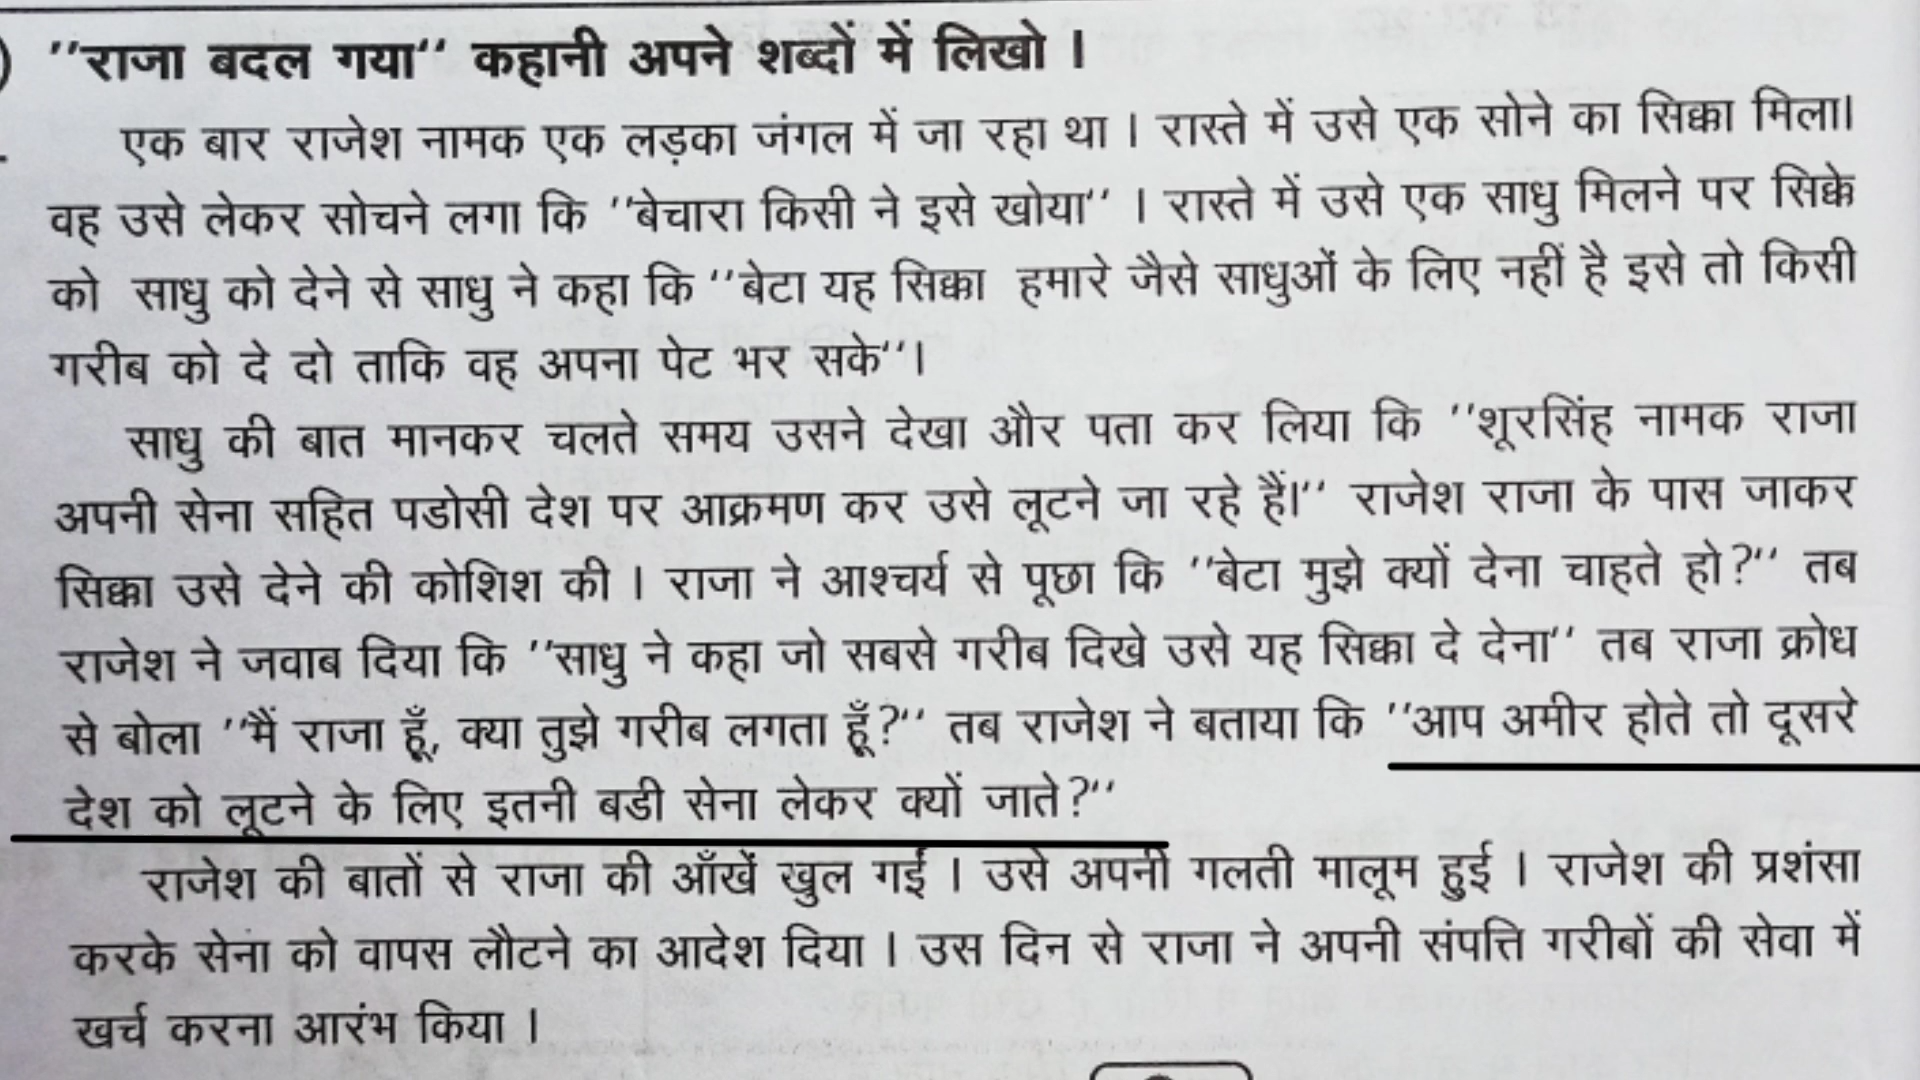 ) ''राजा बदल गया'' कहानी अपने शब्दों में लिखो ।
एक बार राजेश नामक एक लड़का जंगल में जा रहा था । रास्ते में उसे एक सोने का सिक्का मिला।
वह उसे लेकर सोचने लगा कि ''बेचारा किसी ने इसे खोया'' । रास्ते में उसे एक साधु मिलने पर सिक्के
को साधु को देने से साधु ने कहा कि ''बेटा यह सिक्का हमारे जैसे साधुओं के लिए नहीं है इसे तो किसी
गरीब को दे दो ताकि वह अपना पेट भर सके''।
साधु की बात मानकर चलते समय उसने देखा और पता कर लिया कि ''शूरसिंह नामक राजा
अपनी सेना सहित पडोसी देश पर आक्रमण कर उसे लूटने जा रहे हैं।'' राजेश राजा के पास जाकर
सिक्का उसे देने की कोशिश की । राजा ने आश्चर्य से पूछा कि ''बेटा मुझे क्यों देना चाहते हो?'' तब
राजेश ने जवाब दिया कि ''साधु ने कहा जो सबसे गरीब दिखे उसे यह सिक्का दे देना'' तब राजा क्रोध
से बोला ''मैं राजा हूँ, क्या तुझे गरीब लगता हूँ?'' तब राजेश ने बताया कि ''आप अमीर होते तो दूसरे
देश को लूटने के लिए इतनी बडी सेना लेकर क्यों जाते?''
राजेश की बातों से राजा की आँखें खुल गईं । उसे अपनी गलती मालूम हुई । राजेश की प्रशंसा
करके सेना को वापस लौटने का आदेश दिया । उस दिन से राजा ने अपनी संपत्ति गरीबों की सेवा में
खर्च करना आरंभ किया ।